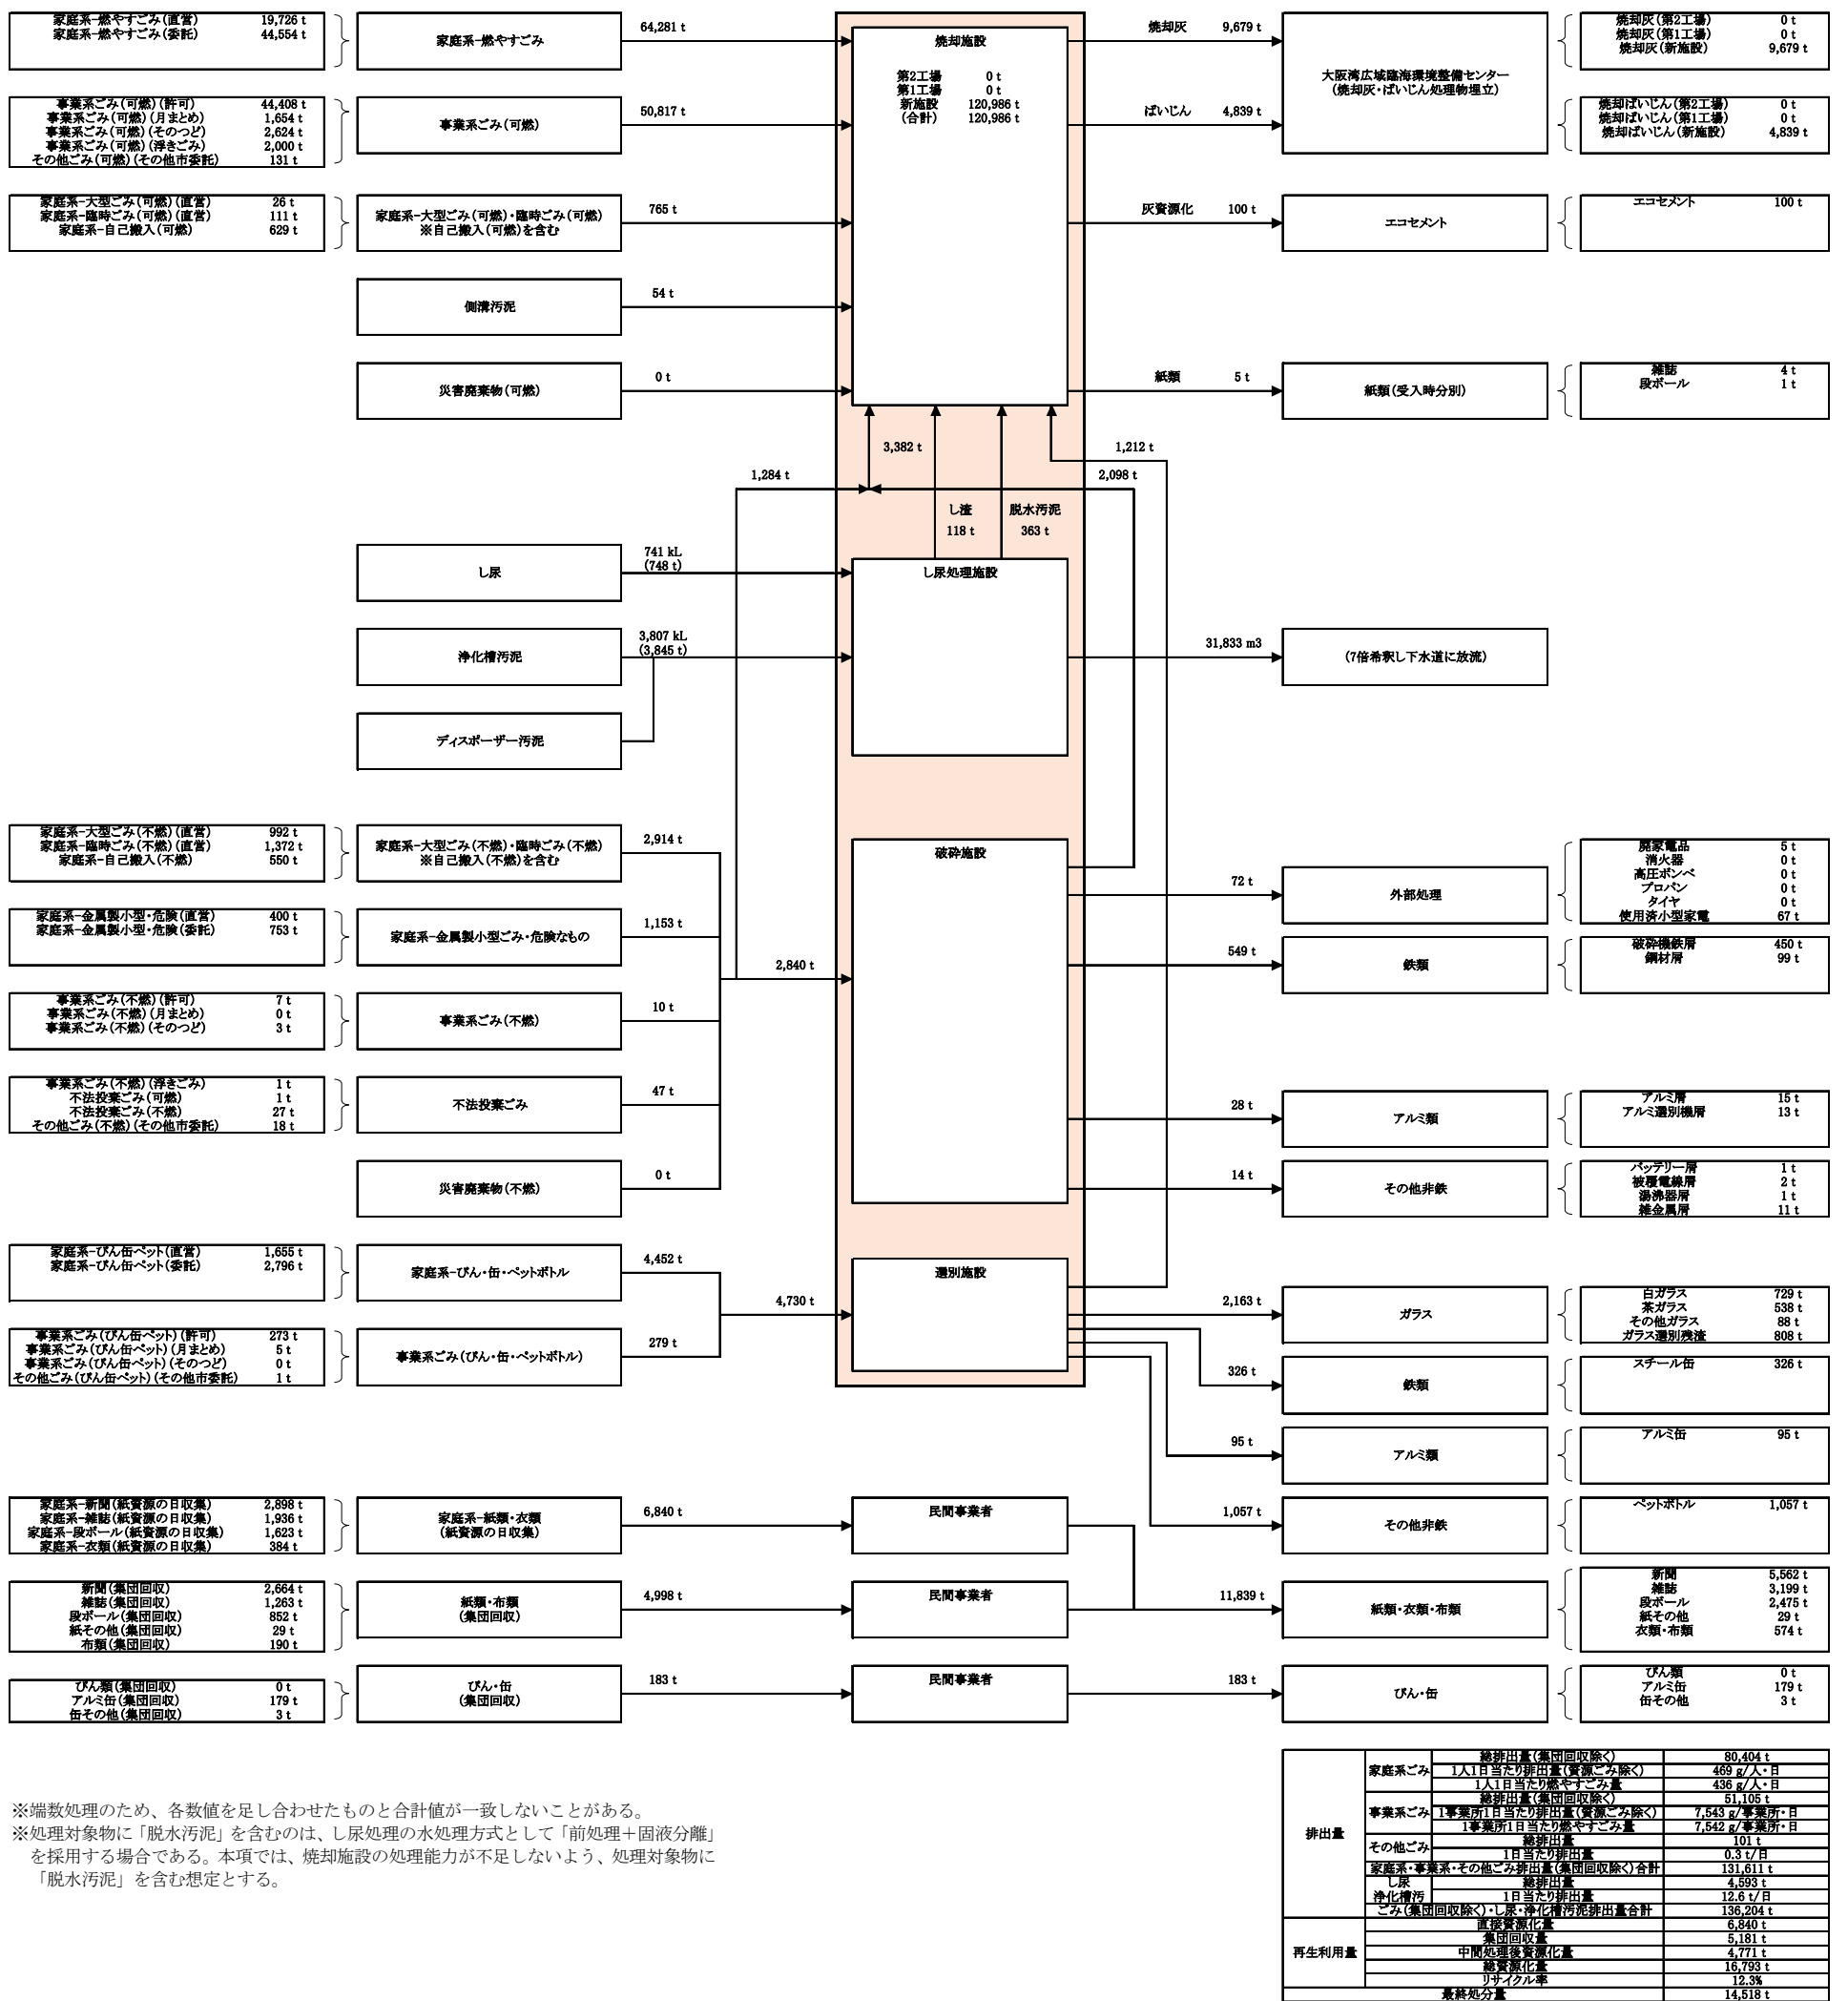 家庭系-燃やすごみ(直営) 19,726 t
家庭系-燃やすごみ(委託) 44,554 t
家庭系-燃やすごみ
64,281 t
事業系ごみ(可燃)(許可) 44,408 t
事業系ごみ(可燃)(月まとめ) 1,654 t
事業系ごみ(可燃)(そのつど) 2,624 t
事業系ごみ(可燃)(浮きごみ) 2,000 t
その他ごみ(可燃)(その他市委託) 131 t
事業系ごみ(可燃)
50,817 t
家庭系-大型ごみ(可燃)(直営) 26 t
家庭系-臨時ごみ(可燃)(直営) 111 t
家庭系-自己搬入(可燃) 629 t
家庭系-大型ごみ(可燃)・臨時ごみ(可燃)
※自己搬入(可燃)を含む
765 t
側溝汚泥
54 t
災害廃棄物(可燃)
0 t
焼却施設
第2工場 0 t
第1工場 0 t
新施設 120,986 t
(合計) 120,986 t
焼却灰 9,679 t
ばいじん 4,839 t
大阪湾広域臨海環境整備センター
(焼却灰・ばいじん処理物埋立)
焼却灰(第2工場) 0 t
焼却灰(第1工場) 0 t
焼却灰(新施設) 9,679 t
焼却ばいじん(第2工場) 0 t
焼却ばいじん(第1工場) 0 t
焼却ばいじん(新施設) 4,839 t
灰資源化 100 t
エコセメント
エコセメント 100 t
紙類 5 t
紙類(受入時分別)
雑誌 4 t
段ボール 1 t
3,382 t
1,212 t
1,284 t
2,098 t
し渣
118 t
脱水汚泥
363 t
し尿
741 kL
(748 t)
し尿処理施設
浄化槽汚泥
3,807 kL
(3,845 t)
31,833 m3
(7倍希釈し下水道に放流)
ディスポーザー汚泥
家庭系-大型ごみ(不燃)(直営) 992 t
家庭系-臨時ごみ(不燃)(直営) 1,372 t
家庭系-自己搬入(不燃) 550 t
家庭系-大型ごみ(不燃)・臨時ごみ(不燃)
※自己搬入(不燃)を含む
2,914 t
家庭系-金属製小型・危険(直営) 400 t
家庭系-金属製小型・危険(委託) 753 t
家庭系-金属製小型ごみ・危険なもの
1,153 t
2,840 t
事業系ごみ(不燃)(許可) 7 t
事業系ごみ(不燃)(月まとめ) 0 t
事業系ごみ(不燃)(そのつど) 3 t
事業系ごみ(不燃)
10 t
事業系ごみ(不燃)(浮きごみ) 1 t
不法投棄ごみ(可燃) 1 t
不法投棄ごみ(不燃) 27 t
その他ごみ(不燃)(その他市委託) 18 t
不法投棄ごみ
47 t
災害廃棄物(不燃)
0 t
破砕施設
72 t
外部処理
廃家電品 5 t
消火器 0 t
高圧ボンベ 0 t
プロパン 0 t
タイヤ 0 t
使用済小型家電 67 t
549 t
鉄類
破砕機鉄屑 450 t
鋼材屑 99 t
28 t
アルミ類
アルミ屑 15 t
アルミ選別機屑 13 t
14 t
その他非鉄
バッテリー屑 1 t
被覆電線屑 2 t
湯沸器屑 1 t
雑金属屑 11 t
家庭系-びん缶ペット(直営) 1,655 t
家庭系-びん缶ペット(委託) 2,796 t
家庭系-びん・缶・ペットボトル
4,452 t
4,730 t
事業系ごみ(びん缶ペット)(許可) 273 t
事業系ごみ(びん缶ペット)(月まとめ) 5 t
事業系ごみ(びん缶ペット)(そのつど) 0 t
その他ごみ(びん缶ペット)(その他市委託) 1 t
事業系ごみ(びん・缶・ペットボトル)
279 t
選別施設
2,163 t
ガラス
白ガラス 729 t
茶ガラス 538 t
その他ガラス 88 t
ガラス選別残渣 808 t
326 t
鉄類
スチール缶 326 t
95 t
アルミ類
アルミ缶 95 t
1,057 t
その他非鉄
ペットボトル 1,057 t
家庭系-新聞(紙資源の日収集) 2,898 t
家庭系-雑誌(紙資源の日収集) 1,936 t
家庭系-段ボール(紙資源の日収集) 1,623 t
家庭系-衣類(紙資源の日収集) 384 t
家庭系-紙類・衣類
(紙資源の日収集)
6,840 t
民間事業者
新聞(集団回収) 2,664 t
雑誌(集団回収) 1,263 t
段ボール(集団回収) 852 t
紙その他(集団回収) 29 t
布類(集団回収) 190 t
紙類・布類
(集団回収)
4,998 t
民間事業者
11,839 t
紙類・衣類・布類
新聞 5,562 t
雑誌 3,199 t
段ボール 2,475 t
紙その他 29 t
衣類・布類 574 t
びん類(集団回収) 0 t
アルミ缶(集団回収) 179 t
缶その他(集団回収) 3 t
びん・缶
(集団回収)
183 t
民間事業者
183 t
びん・缶
びん類 0 t
アルミ缶 179 t
缶その他 3 t
※端数処理のため、各数値を足し合わせたものと合計値が一致しないことがある。
※処理対象物に「脱水汚泥」を含むのは、し尿処理の水処理方式として「前処理＋固液分離」
を採用する場合である。本項では、焼却施設の処理能力が不足しないよう、処理対象物に
「脱水汚泥」を含む想定とする。
排出量
家庭系ごみ
総排出量(集団回収除く) 80,404 t
1人1日当たり排出量(資源ごみ除く) 469 g/人・日
1人1日当たり燃やすごみ量 436 g/人・日
事業系ごみ
総排出量(集団回収除く) 51,105 t
1事業所1日当たり排出量(資源ごみ除く) 7,543 g/事業所・日
1事業所1日当たり燃やすごみ量 7,542 g/事業所・日
その他ごみ
総排出量 101 t
1日当たり排出量 0.3 t/日
家庭系・事業系・その他ごみ排出量(集団回収除く)合計 131,611 t
し尿
浄化槽汚
総排出量 4,593 t
1日当たり排出量 12.6 t/日
ごみ(集団回収除く)・し尿・浄化槽汚泥排出量合計 136,204 t
再生利用量
直接資源化量 6,840 t
集団回収量 5,181 t
中間処理後資源化量 4,771 t
総資源化量 16,793 t
リサイクル率 12.3%
最終処分量 14,518 t